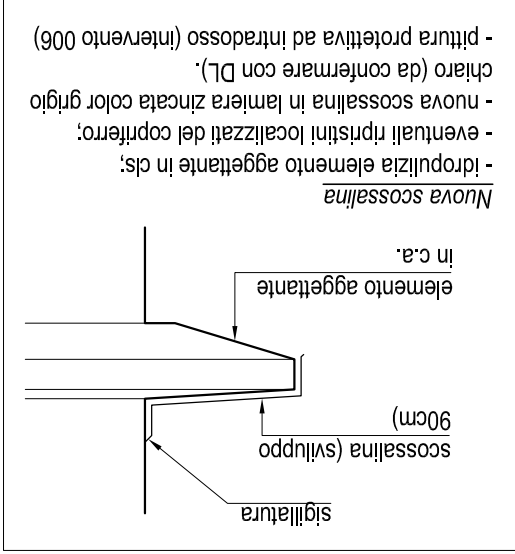 sigillatura
scossalina (sviluppo
90cm)
elemento aggettante
in c.a.
Nuova scossalina
- idropulizia elemento aggettante in cls;
- eventuali ripristini localizzati del copriferro;
- nuova scossalina in lamiera zincata color grigio
chiaro (da confermare con DL).
- pittura protettiva ad intradosso (intervento 006)